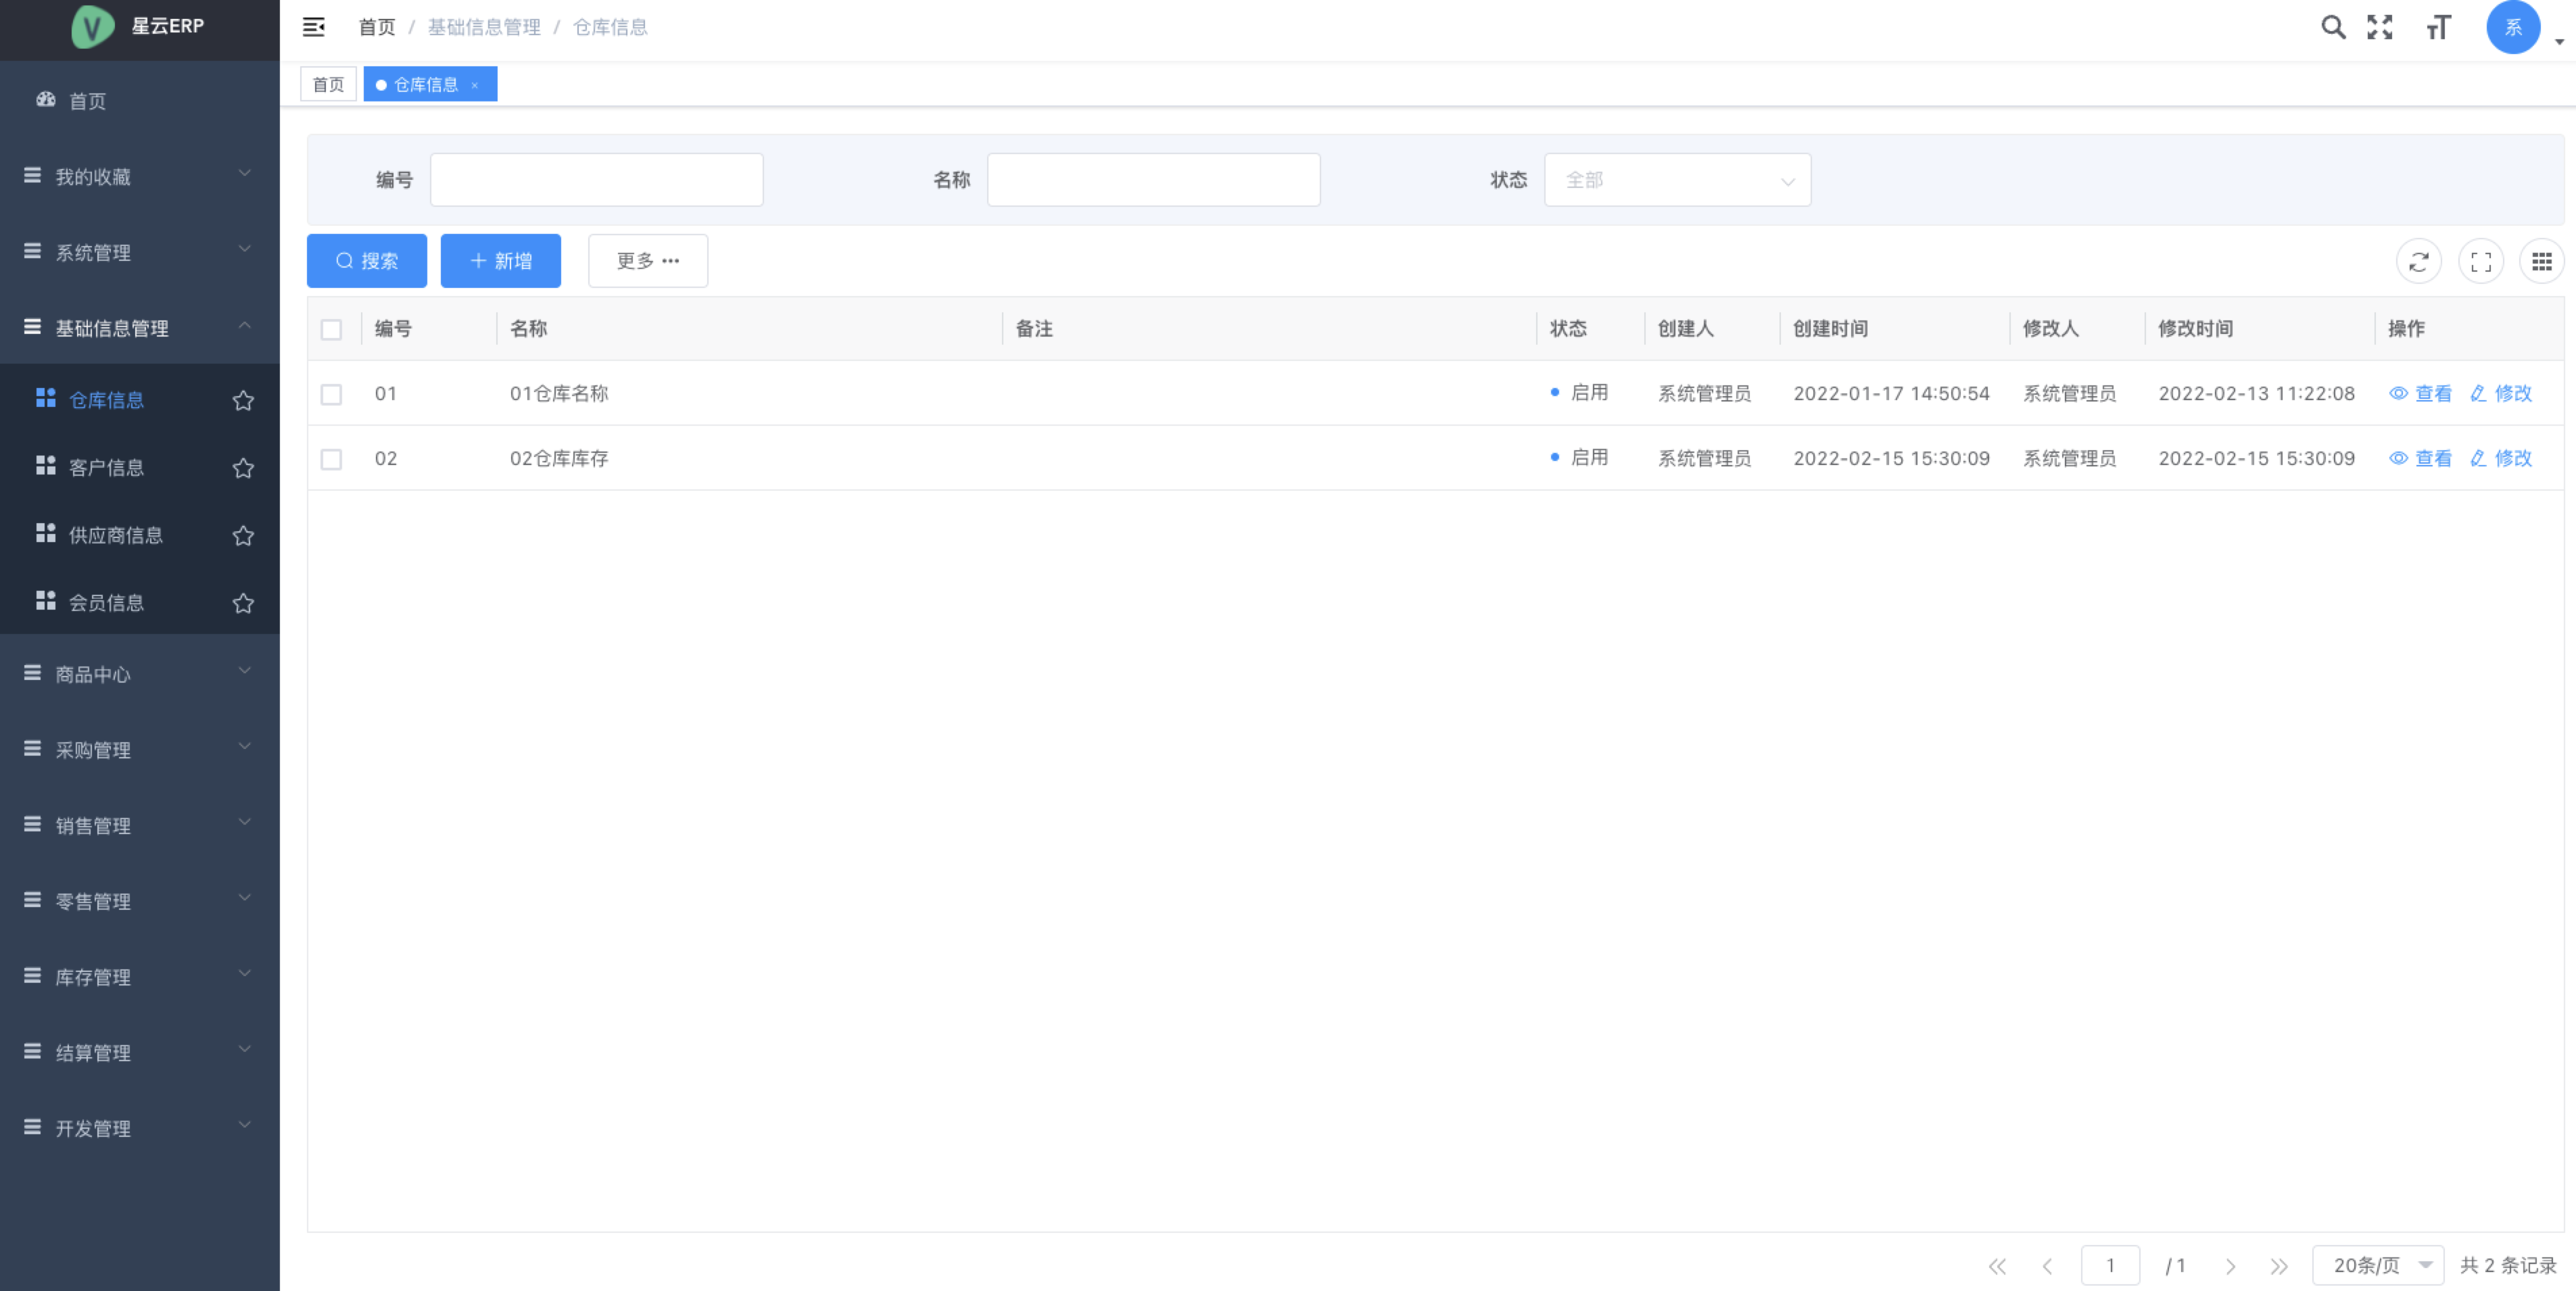 V 星云ERP
首页 / 基础信息管理 / 仓库信息
系
首页
仓库信息 ×
首页
我的收藏
系统管理
基础信息管理
仓库信息
客户信息
供应商信息
会员信息
商品中心
采购管理
销售管理
零售管理
库存管理
结算管理
开发管理
编号 名称 状态 全部
搜索 新增 更多
编号 名称 备注 状态 创建人 创建时间 修改人 修改时间 操作
01 01仓库名称 启用 系统管理员 2022-01-17 14:50:54 系统管理员 2022-02-13 11:22:08 查看 修改
02 02仓库库存 启用 系统管理员 2022-02-15 15:30:09 系统管理员 2022-02-15 15:30:09 查看 修改
1 / 1 20条/页 共 2 条记录